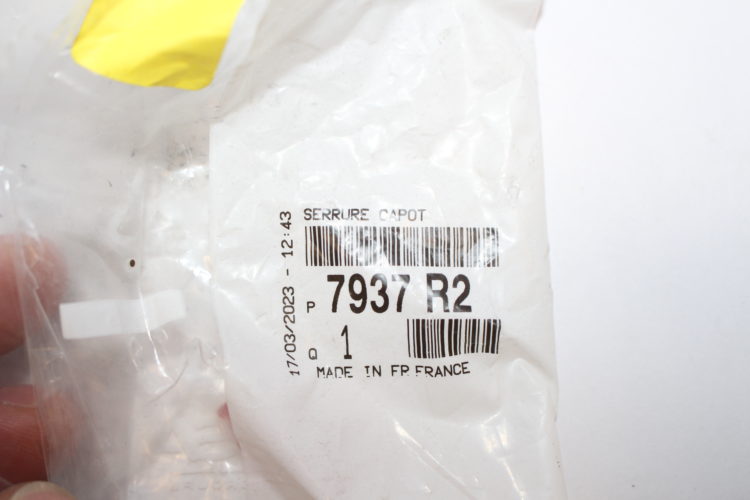 SERRURE CAPOT
P 7937 R2
Q 1
MADE IN FR FRANCE
17/03/2023 - 12:43